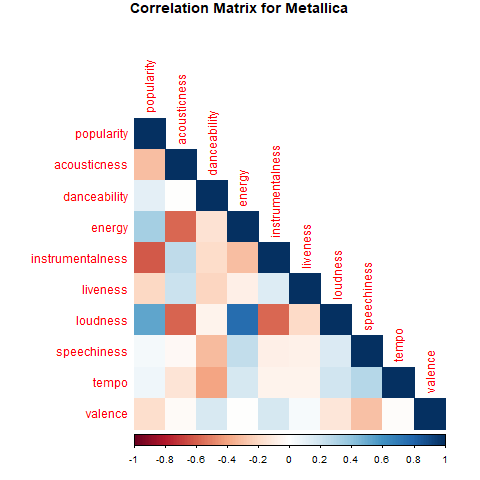 Correlation Matrix for Metallica
popularity
acousticness
danceability
energy
instrumentalness
liveness
loudness
speechiness
tempo
valence
popularity
acousticness
danceability
energy
instrumentalness
liveness
loudness
speechiness
tempo
valence
-1 -0.8 -0.6 -0.4 -0.2 0 0.2 0.4 0.6 0.8 1